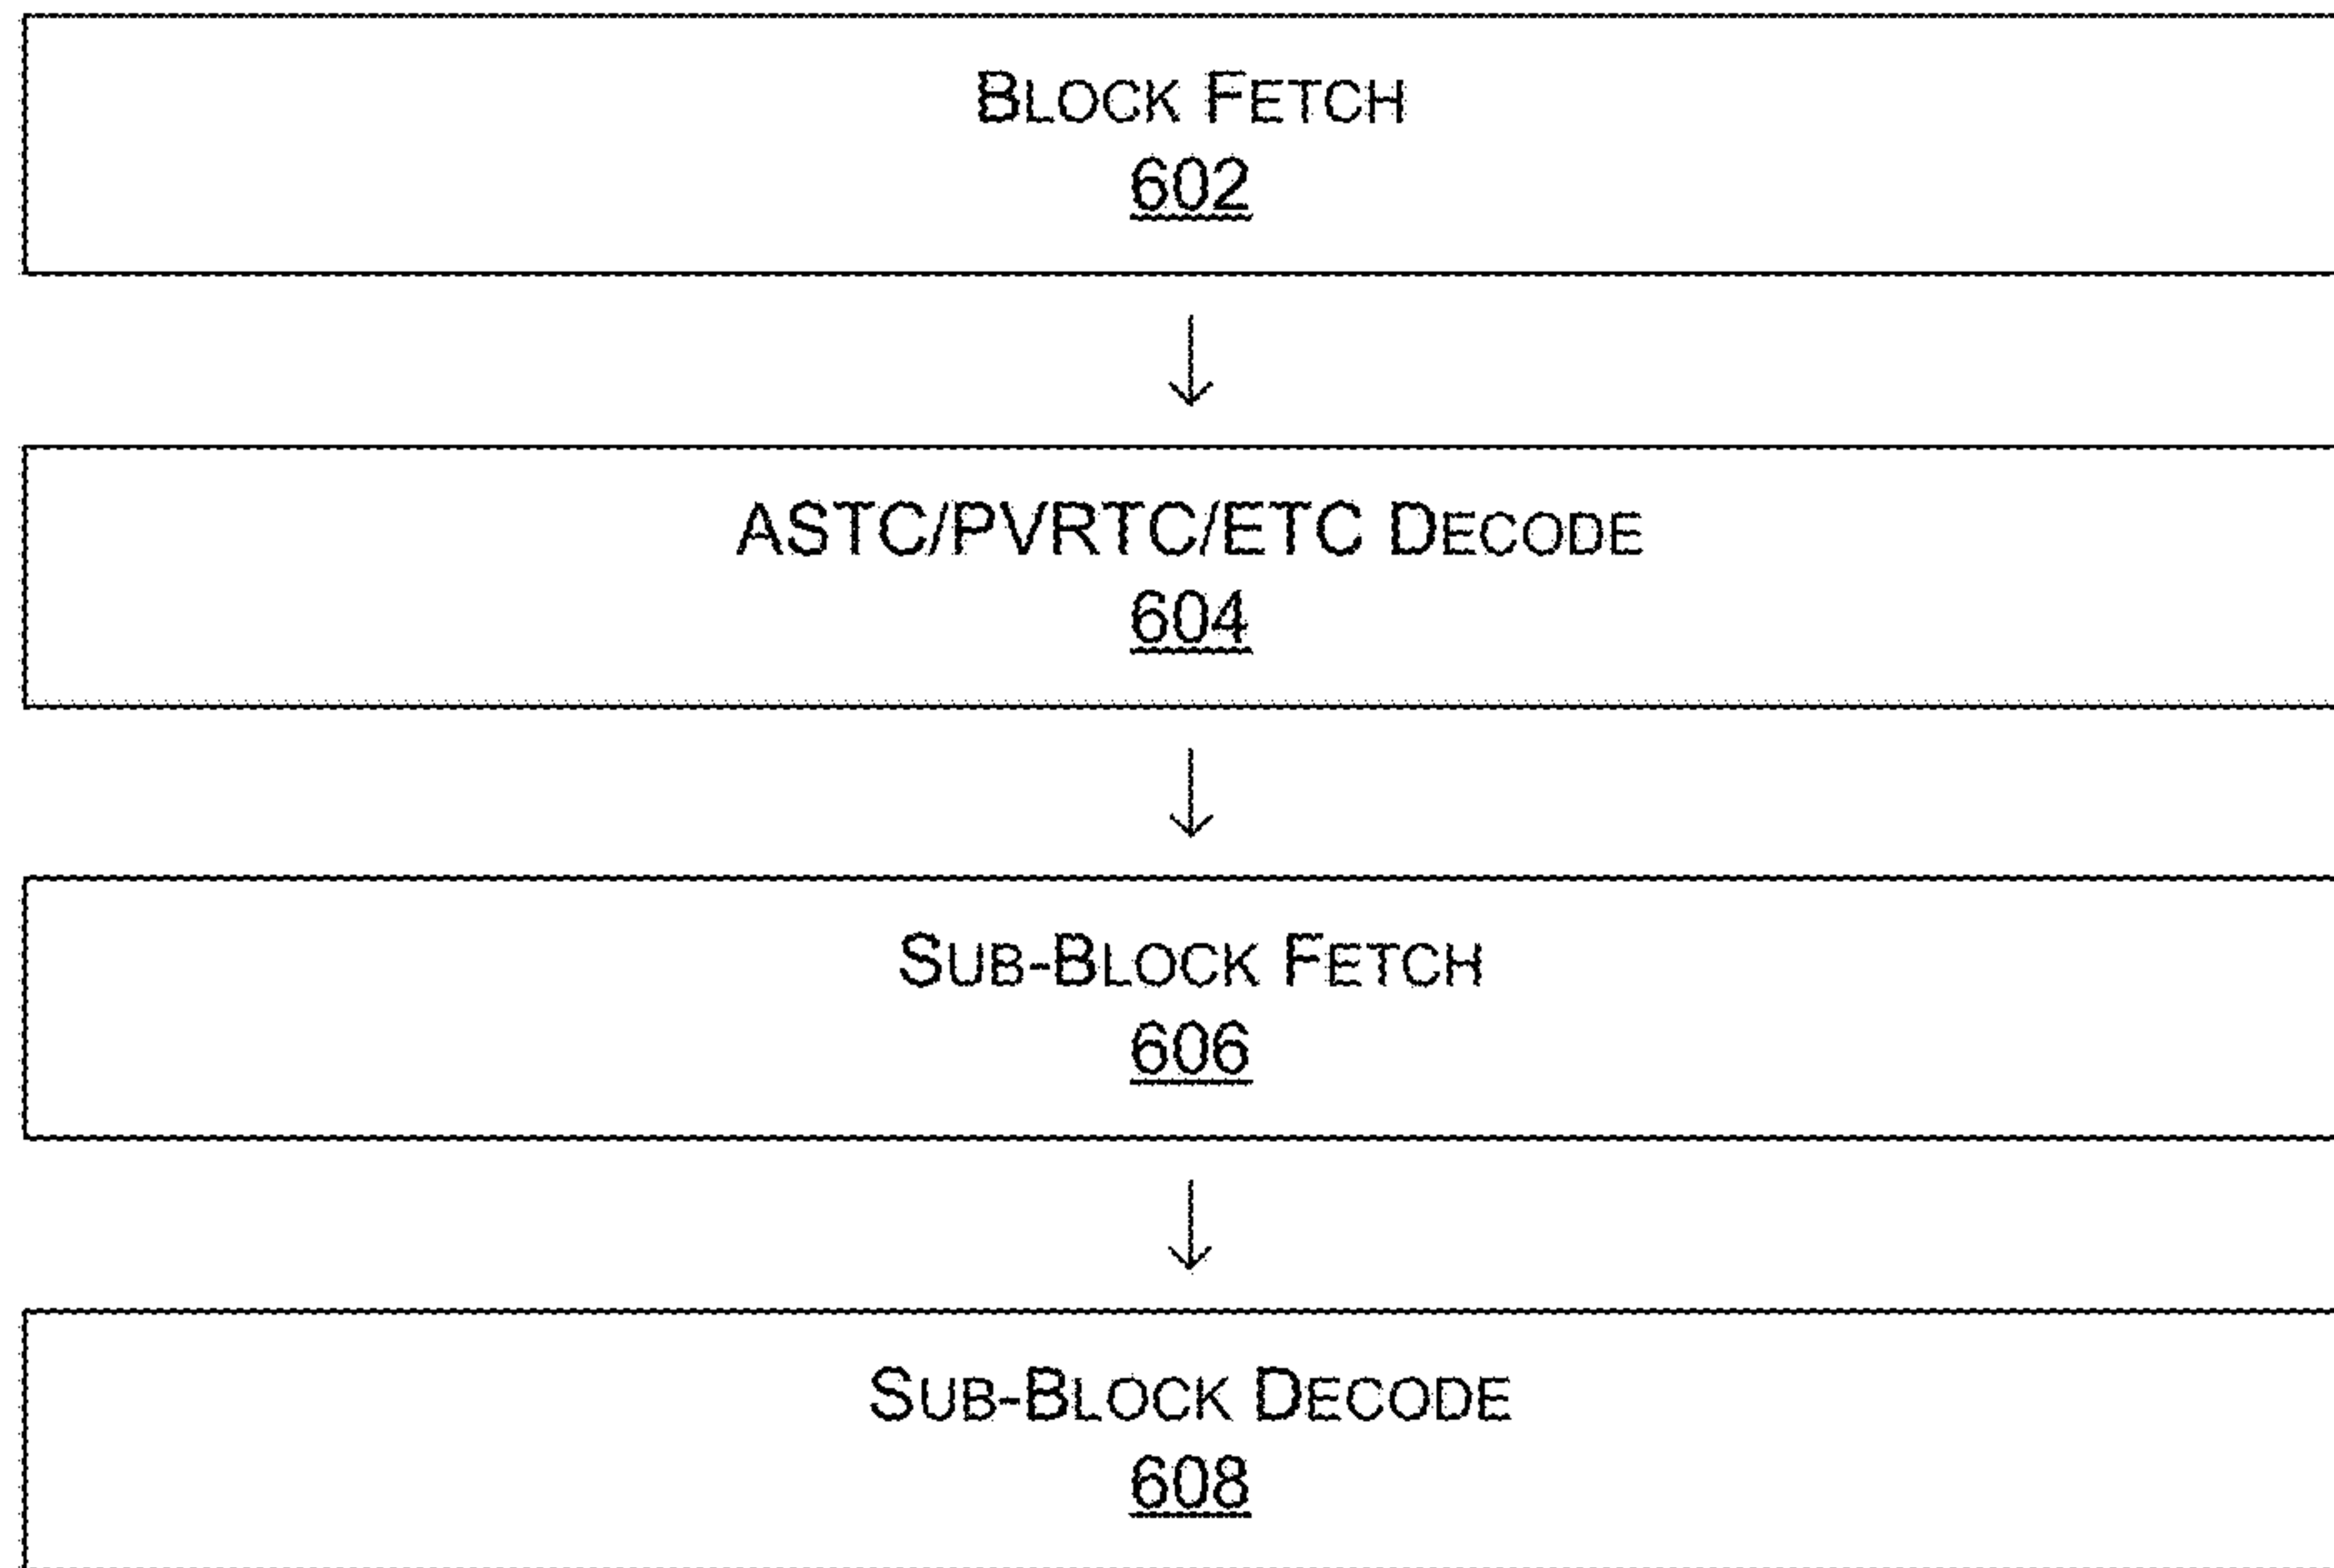 BLOCK FETCH
602
ASTC/PVRTC/ETC DECODE
604
SUB-BLOCK FETCH
606
SUB-BLOCK DECODE
608